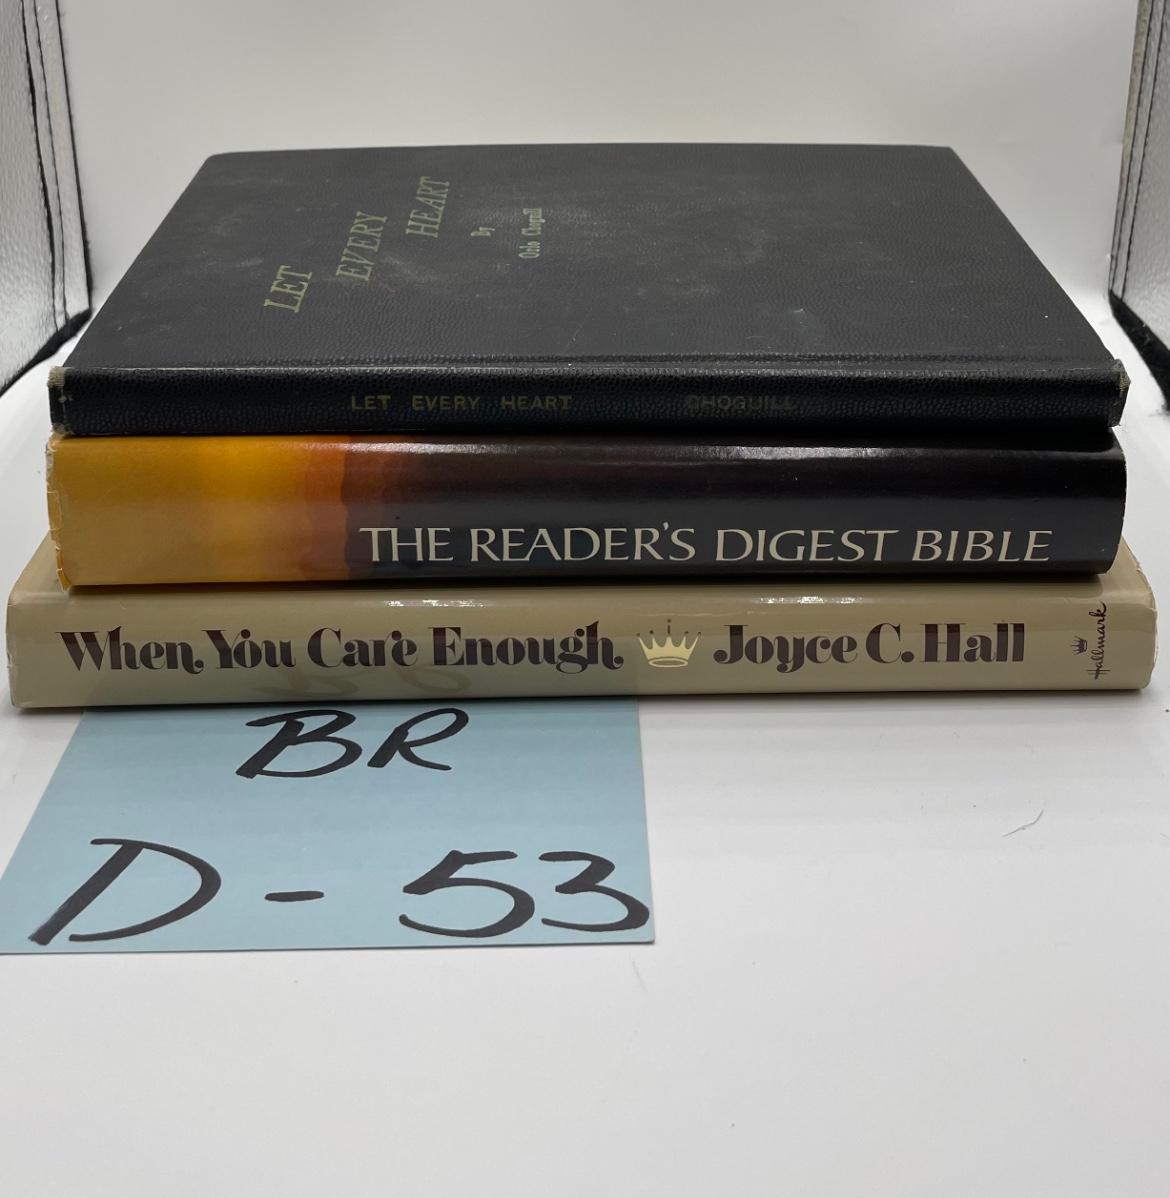 LET
EVERY
HEART
By
Orlo Choguill
LET EVERY HEART CHOGUILL
THE READER'S DIGEST BIBLE
When You Care Enough Joyce C. Hall Hallmark
BR
D - 53